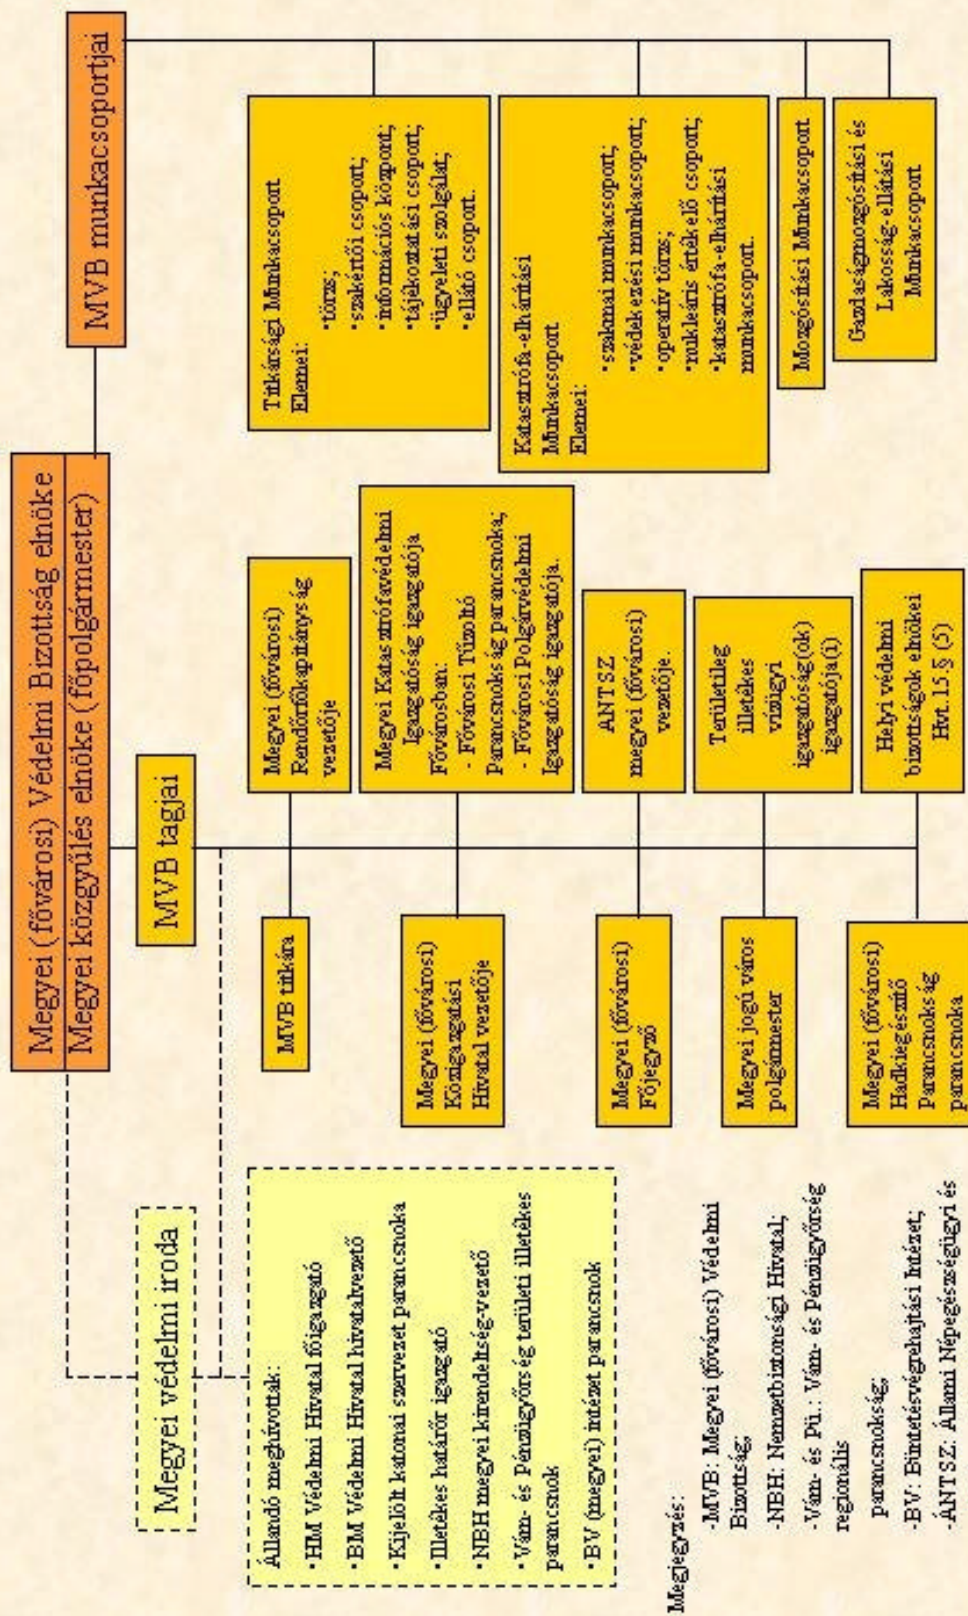 Megyei (fővárosi) Védelmi Bizottság elnöke
Megyei közgyűlés elnöke (főpolgármester)
MVB munkacsoportjai
Megyei védelmi iroda
MVB tagjai
Állandó meghívottak:
• HM Védelmi Hivatal főigazgató
• BM Védelmi Hivatal hivatalvezető
• Kijelölt katonai szervezet parancsnoka
• Illetékes határőr igazgató
• NBH megyei kirendeltség-vezető
• Vám- és Pénzügyőrség területi illetékes
parancsnok
• BV (megyei) intézet parancsnok
MVB titkára
Megyei (fővárosi)
Közigazgatási
Hivatal vezetője
Megyei (fővárosi)
Főjegyző
Megyei jogú város
polgármester
Megyei (fővárosi)
Hadkiegészítő
Parancsnokság
parancsnoka
Megyei (fővárosi)
Rendőrfőkapitányság
vezetője
Megyei Katasztrófavédelmi
Igazgatóság igazgatója
Fővárosban:
- Fővárosi Tűzoltó
Parancsnokság parancsnoka;
- Fővárosi Polgárvédelmi
Igazgatóság igazgatója.
ÁNTSZ
megyei (fővárosi)
vezetője.
Területileg
illetékes
vízügyi
igazgatóság(ok)
igazgatója(i)
Helyi védelmi
bizottságok elnökei
Hvt.15.§ (5)
Titkársági Munkacsoport
Elemei:
•törzs;
•szakértői csoport;
•információs központ;
•tájékoztatási csoport;
•ügyeleti szolgálat;
•ellátó csoport.
Katasztrófa-elhárítási
Munkacsoport
Elemei:
•szakmai munkacsoport;
•védekezési munkacsoport;
•operatív törzs;
•nukleáris értékelő csoport;
•katasztrófa-elhárítási
munkacsoport.
Mozgósítási Munkacsoport
Gazdaságmozgósítási és
Lakosság-ellátási
Munkacsoport
Megjegyzés:
-MVB: Megyei (fővárosi) Védelmi
Bizottság;
-NBH: Nemzetbiztonsági Hivatal;
-Vám- és Pü.: Vám- és Pénzügyőrség
regionális
parancsnokság;
-BV: Büntetésvégrehajtási Intézet;
-ÁNTSZ: Állami Népegészségügyi és